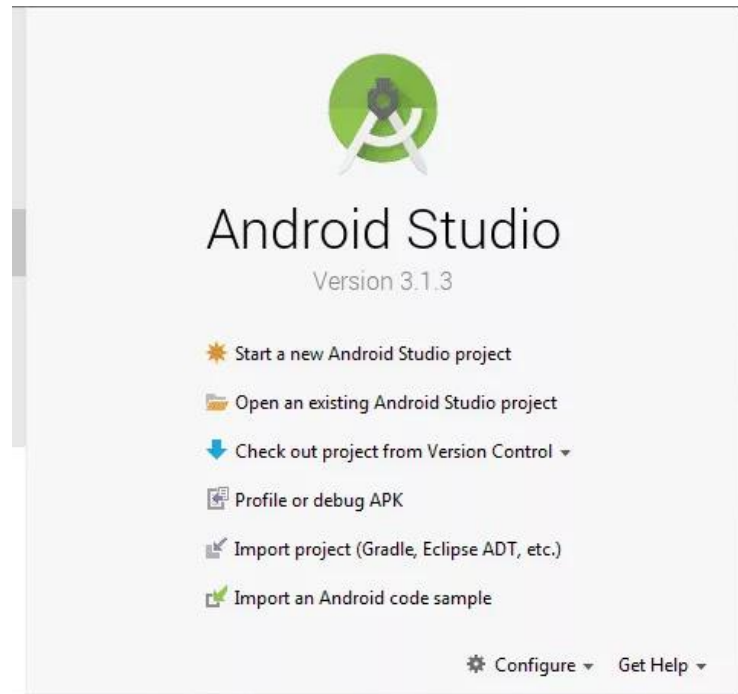 Android Studio
Version 3.1.3
Start a new Android Studio project
Open an existing Android Studio project
Check out project from Version Control
Profile or debug APK
Import project (Gradle, Eclipse ADT, etc.)
Import an Android code sample
Configure Get Help